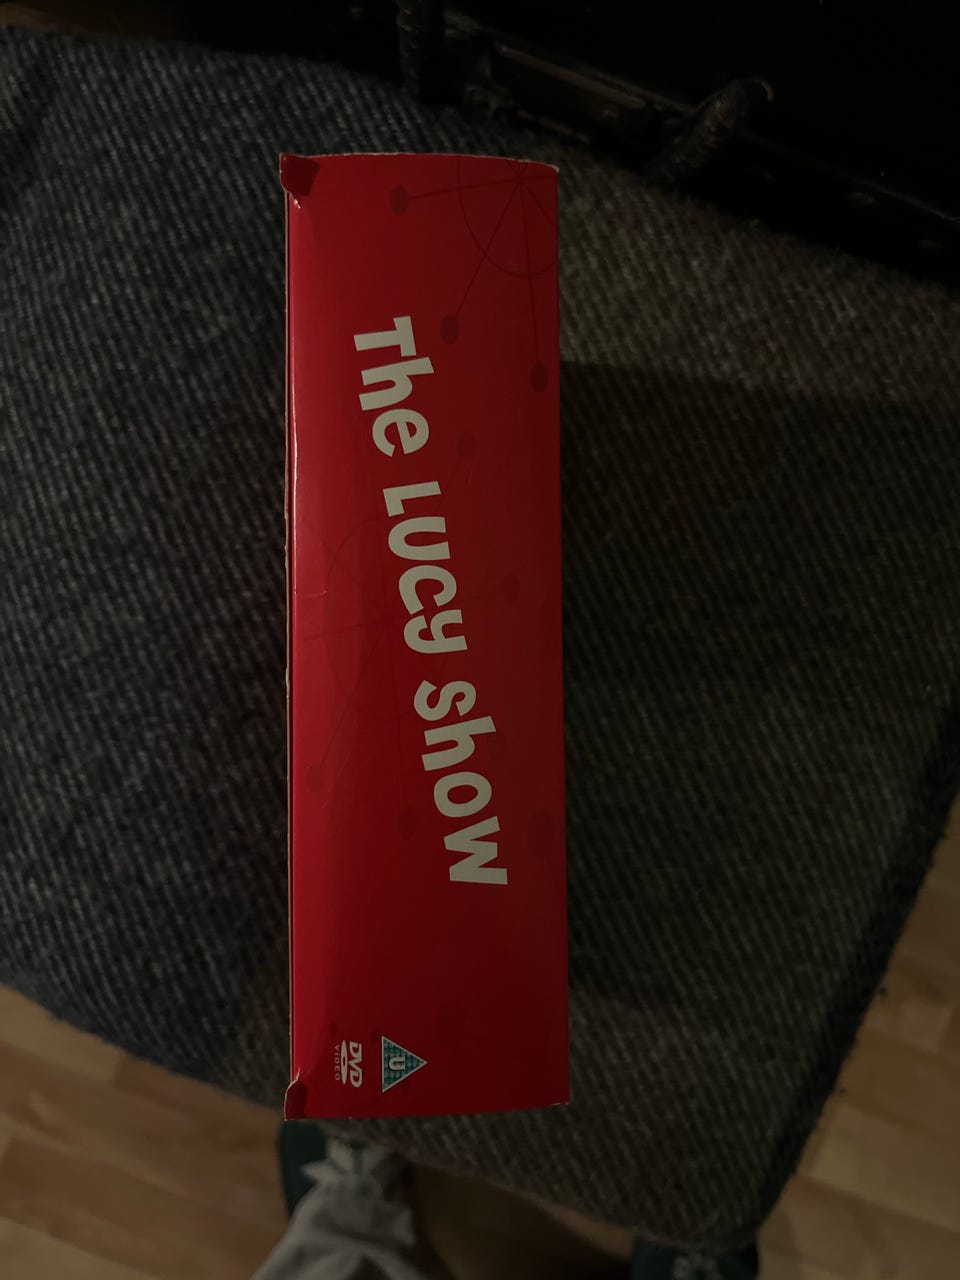 The Lucy Show
U
DVD
VIDEO